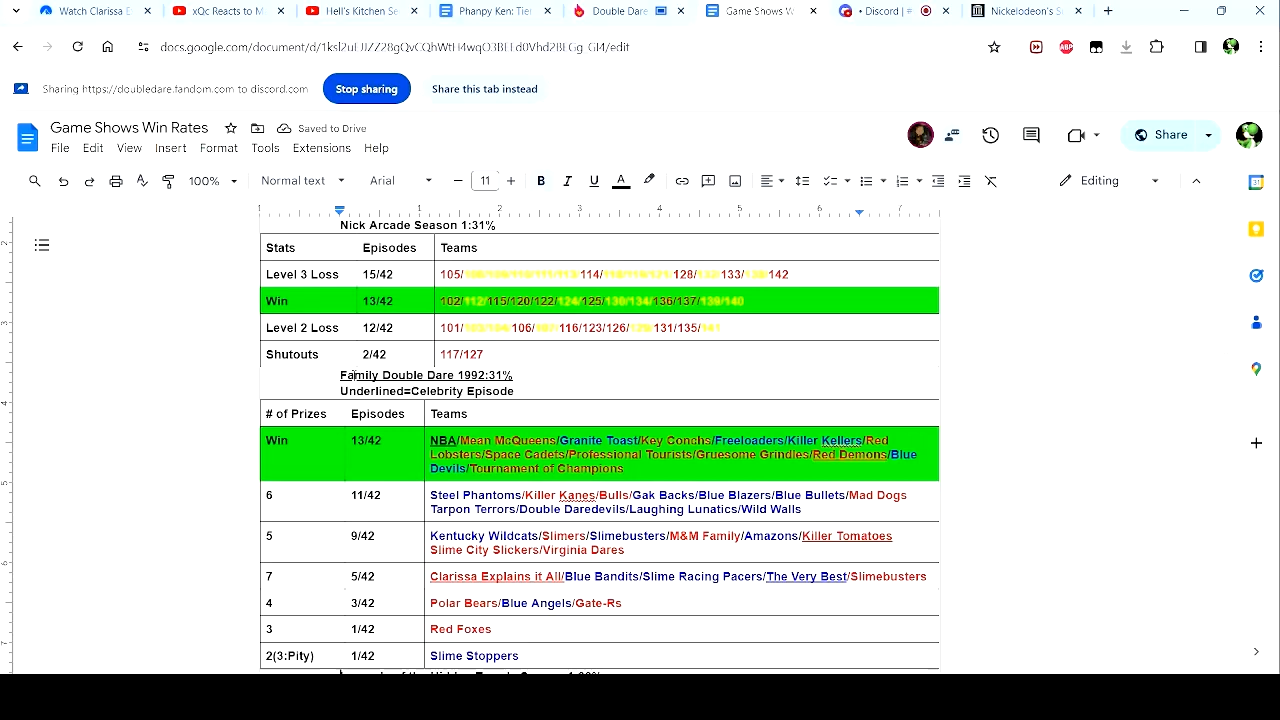 Watch Clarissa E
xQc Reacts to M
Hell's Kitchen Se
Phanpy Ken: Tier
Double Dare
Game Shows W
• Discord | #
Nickelodeon's S
Sharing https://doubledare.fandom.com to discord.com
Stop sharing
Share this tab instead
Game Shows Win Rates
Saved to Drive
File Edit View Insert Format Tools Extensions Help
Share
100% Normal text Arial 11 Editing
Nick Arcade Season 1:31%
Stats Episodes Teams
Level 3 Loss 15/42 105/ 114/ 128/ 133/ 142
Win 13/42 102/112/115/120/122/124/125/130/134/136/137/139/140
Level 2 Loss 12/42 101/ 106/ 116/123/126/ 131/135/
Shutouts 2/42 117/127
Family Double Dare 1992:31%
Underlined=Celebrity Episode
# of Prizes Episodes Teams
Win 13/42 NBA/Mean McQueens/Granite Toast/Key Conchs/Freeloaders/Killer Kellers/Red
Lobsters/Space Cadets/Professional Tourists/Gruesome Grindles/Red Demons/Blue
Devils/Tournament of Champions
6 11/42 Steel Phantoms/Killer Kanes/Bulls/Gak Backs/Blue Blazers/Blue Bullets/Mad Dogs
Tarpon Terrors/Double Daredevils/Laughing Lunatics/Wild Walls
5 9/42 Kentucky Wildcats/Slimers/Slimebusters/M&M Family/Amazons/Killer Tomatoes
Slime City Slickers/Virginia Dares
7 5/42 Clarissa Explains it All/Blue Bandits/Slime Racing Pacers/The Very Best/Slimebusters
4 3/42 Polar Bears/Blue Angels/Gate-Rs
3 1/42 Red Foxes
2(3:Pity) 1/42 Slime Stoppers